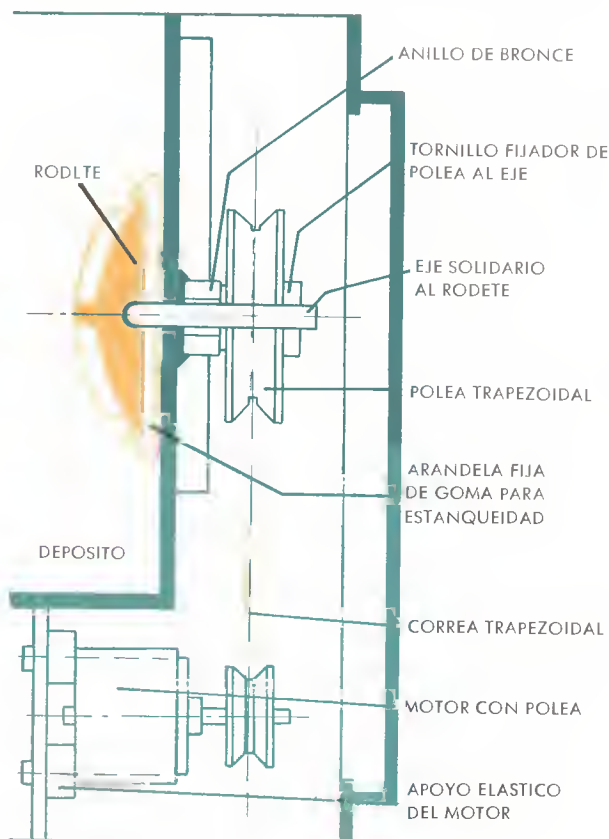 ANILLO DE BRONCE
TORNILLO FIJADOR DE
POLEA AL EJE
RODLTE
EJE SOLIDARIO
AL RODETE
POLEA TRAPEZOIDAL
ARANDELA FIJA
DE GOMA PARA
ESTANQUEIDAD
DEPOSITO
CORREA TRAPEZOIDAL
MOTOR CON POLEA
APOYO ELASTICO
DEL MOTOR